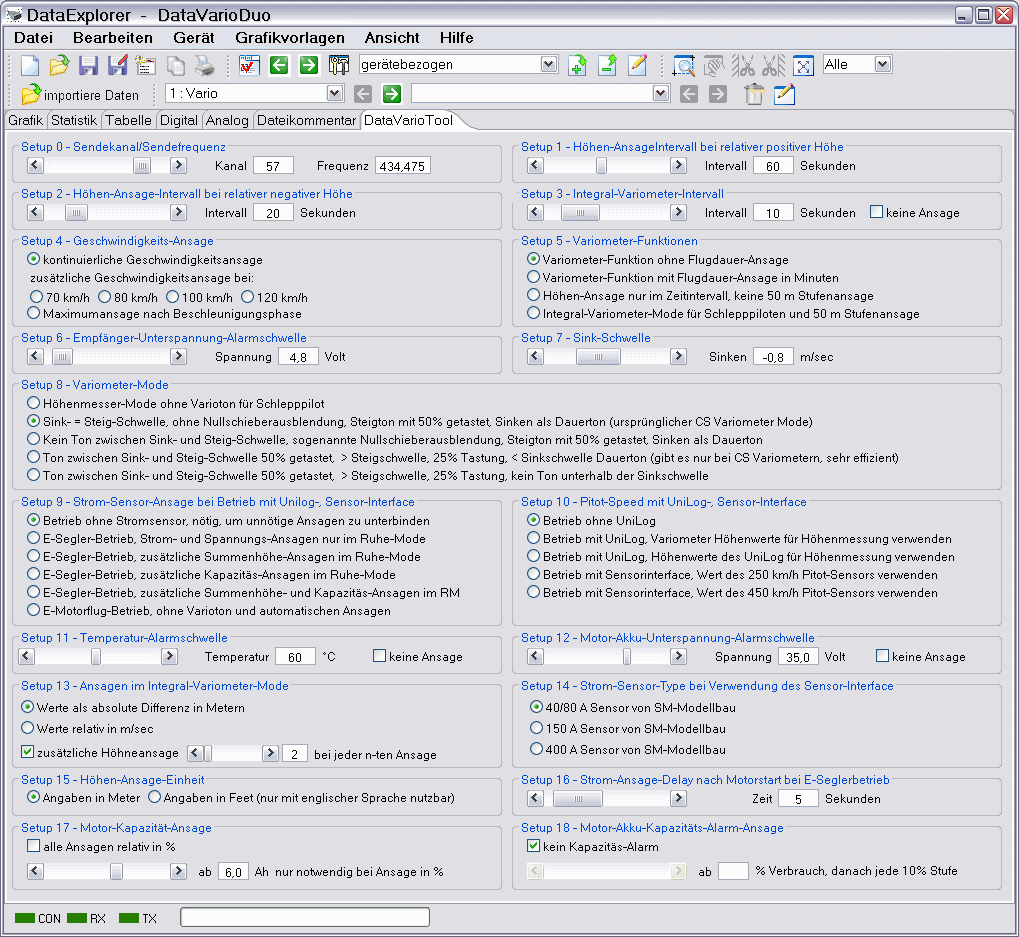 DataExplorer - DataVarioDuo
Datei Bearbeiten Gerät Grafikvorlagen Ansicht Hilfe
gerätebezogen Alle
importiere Daten 1 : Vario
Grafik Statistik Tabelle Digital Analog Dateikommentar DataVarioTool
Setup 0 - Sendekanal/Sendefrequenz
Kanal 57 Frequenz 434,475
Setup 1 - Höhen-AnsageIntervall bei relativer positiver Höhe
Intervall 60 Sekunden
Setup 2 - Höhen-Ansage-Intervall bei relativer negativer Höhe
Intervall 20 Sekunden
Setup 3 - Integral-Variometer-Intervall
Intervall 10 Sekunden keine Ansage
Setup 4 - Geschwindigkeits-Ansage
kontinuierliche Geschwindigkeitsansage
zusätzliche Geschwindigkeitsansage bei:
70 km/h 80 km/h 100 km/h 120 km/h
Maximumansage nach Beschleunigungsphase
Setup 5 - Variometer-Funktionen
Variometer-Funktion ohne Flugdauer-Ansage
Variometer-Funktion mit Flugdauer-Ansage in Minuten
Höhen-Ansage nur im Zeitintervall, keine 50 m Stufenansage
Integral-Variometer-Mode für Schlepppiloten und 50 m Stufenansage
Setup 6 - Empfänger-Unterspannung-Alarmschwelle
Spannung 4,8 Volt
Setup 7 - Sink-Schwelle
Sinken -0,8 m/sec
Setup 8 - Variometer-Mode
Höhenmesser-Mode ohne Varioton für Schlepppilot
Sink- = Steig-Schwelle, ohne Nullschieberausblendung, Steigton mit 50% getastet, Sinken als Dauerton (ursprünglicher CS Variometer Mode)
Kein Ton zwischen Sink- und Steig-Schwelle, sogenannte Nullschieberausblendung, Steigton mit 50% getastet, Sinken als Dauerton
Ton zwischen Sink- und Steig-Schwelle 50% getastet, > Steigschwelle, 25% Tastung, < Sinkschwelle Dauerton (gibt es nur bei CS Variometern, sehr effizient)
Ton zwischen Sink- und Steig-Schwelle 50% getastet, > Steigschwelle, 25% Tastung, kein Ton unterhalb der Sinkschwelle
Setup 9 - Strom-Sensor-Ansage bei Betrieb mit Unilog-, Sensor-Interface
Betrieb ohne Stromsensor, nötig, um unnötige Ansagen zu unterbinden
E-Segler-Betrieb, Strom- und Spannungs-Ansagen nur im Ruhe-Mode
E-Segler-Betrieb, zusätzliche Summenhöhe-Ansagen im Ruhe-Mode
E-Segler-Betrieb, zusätzliche Kapazitäs-Ansagen im Ruhe-Mode
E-Segler-Betrieb, zusätzliche Summenhöhe- und Kapazitäs-Ansagen im RM
E-Motorflug-Betrieb, ohne Varioton und automatischen Ansagen
Setup 10 - Pitot-Speed mit UniLog-, Sensor-Interface
Betrieb ohne UniLog
Betrieb mit UniLog, Variometer Höhenwerte für Höhenmessung verwenden
Betrieb mit UniLog, Höhenwerte des UniLog für Höhenmessung verwenden
Betrieb mit Sensorinterface, Wert des 250 km/h Pitot-Sensors verwenden
Betrieb mit Sensorinterface, Wert des 450 km/h Pitot-Sensors verwenden
Setup 11 - Temperatur-Alarmschwelle
Temperatur 60 °C keine Ansage
Setup 12 - Motor-Akku-Unterspannung-Alarmschwelle
Spannung 35,0 Volt keine Ansage
Setup 13 - Ansagen im Integral-Variometer-Mode
Werte als absolute Differenz in Metern
Werte relativ in m/sec
zusätzliche Höhneansage 2 bei jeder n-ten Ansage
Setup 14 - Strom-Sensor-Type bei Verwendung des Sensor-Interface
40/80 A Sensor von SM-Modellbau
150 A Sensor von SM-Modellbau
400 A Sensor von SM-Modellbau
Setup 15 - Höhen-Ansage-Einheit
Angaben in Meter Angaben in Feet (nur mit englischer Sprache nutzbar)
Setup 16 - Strom-Ansage-Delay nach Motorstart bei E-Seglerbetrieb
Zeit 5 Sekunden
Setup 17 - Motor-Kapazität-Ansage
alle Ansagen relativ in %
ab 6,0 Ah nur notwendig bei Ansage in %
Setup 18 - Motor-Akku-Kapazitäts-Alarm-Ansage
kein Kapazitäs-Alarm
ab % Verbrauch, danach jede 10% Stufe
CON RX TX